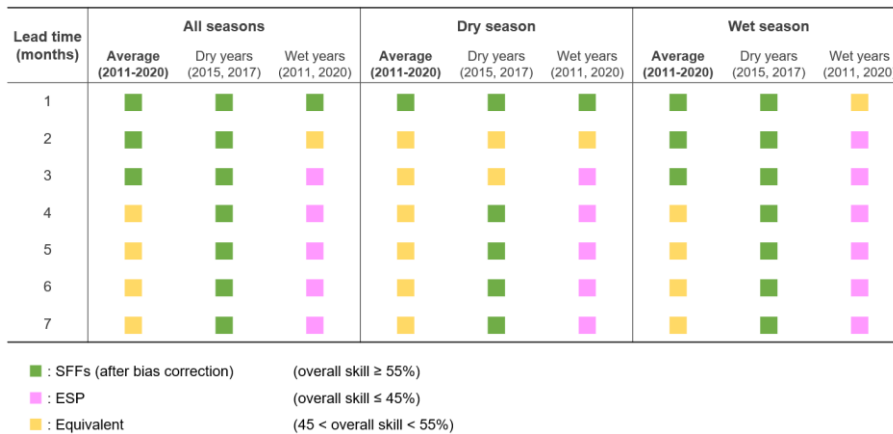 All seasons Dry season Wet season
Lead time
(months)
Average Dry years Wet years Average Dry years Wet years Average Dry years Wet years
(2011-2020) (2015, 2017) (2011, 2020) (2011-2020) (2015, 2017) (2011, 2020) (2011-2020) (2015, 2017) (2011, 2020)
1
2
3
4
5
6
7
: SFFs (after bias correction) (overall skill ≥ 55%)
: ESP (overall skill ≤ 45%)
: Equivalent (45 < overall skill < 55%)